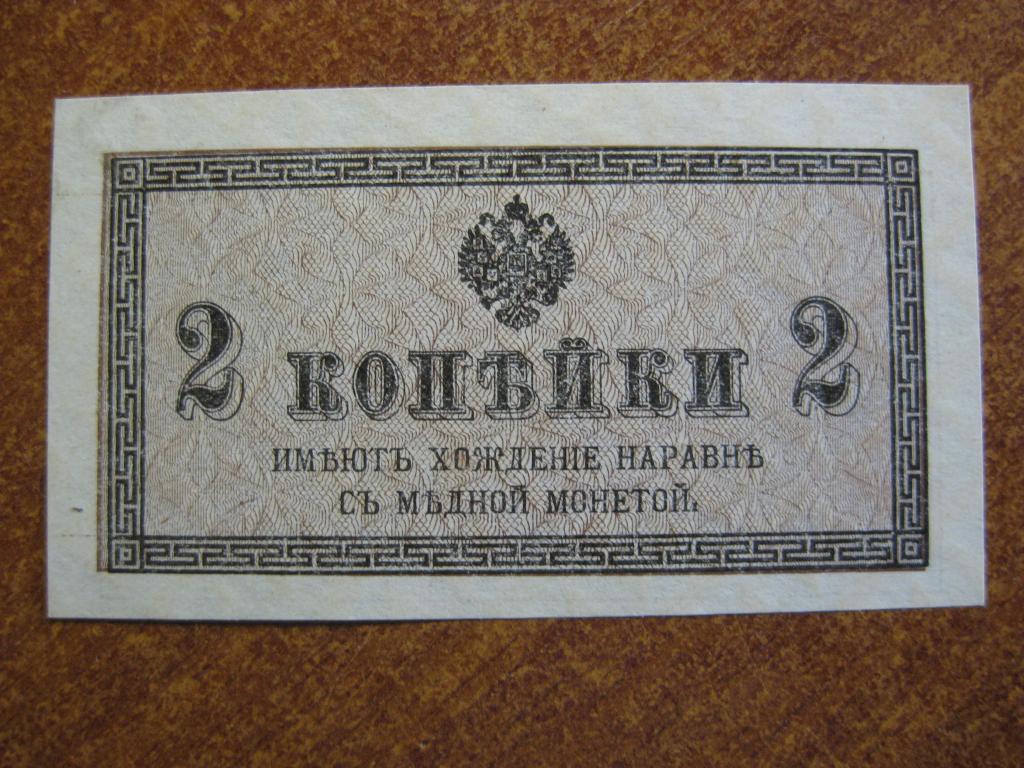 2 КОПѢЙКИ 2
ИМѢЮТЪ ХОЖДЕНІЕ НАРАВНѢ
СЪ МѢДНОЙ МОНЕТОЙ.